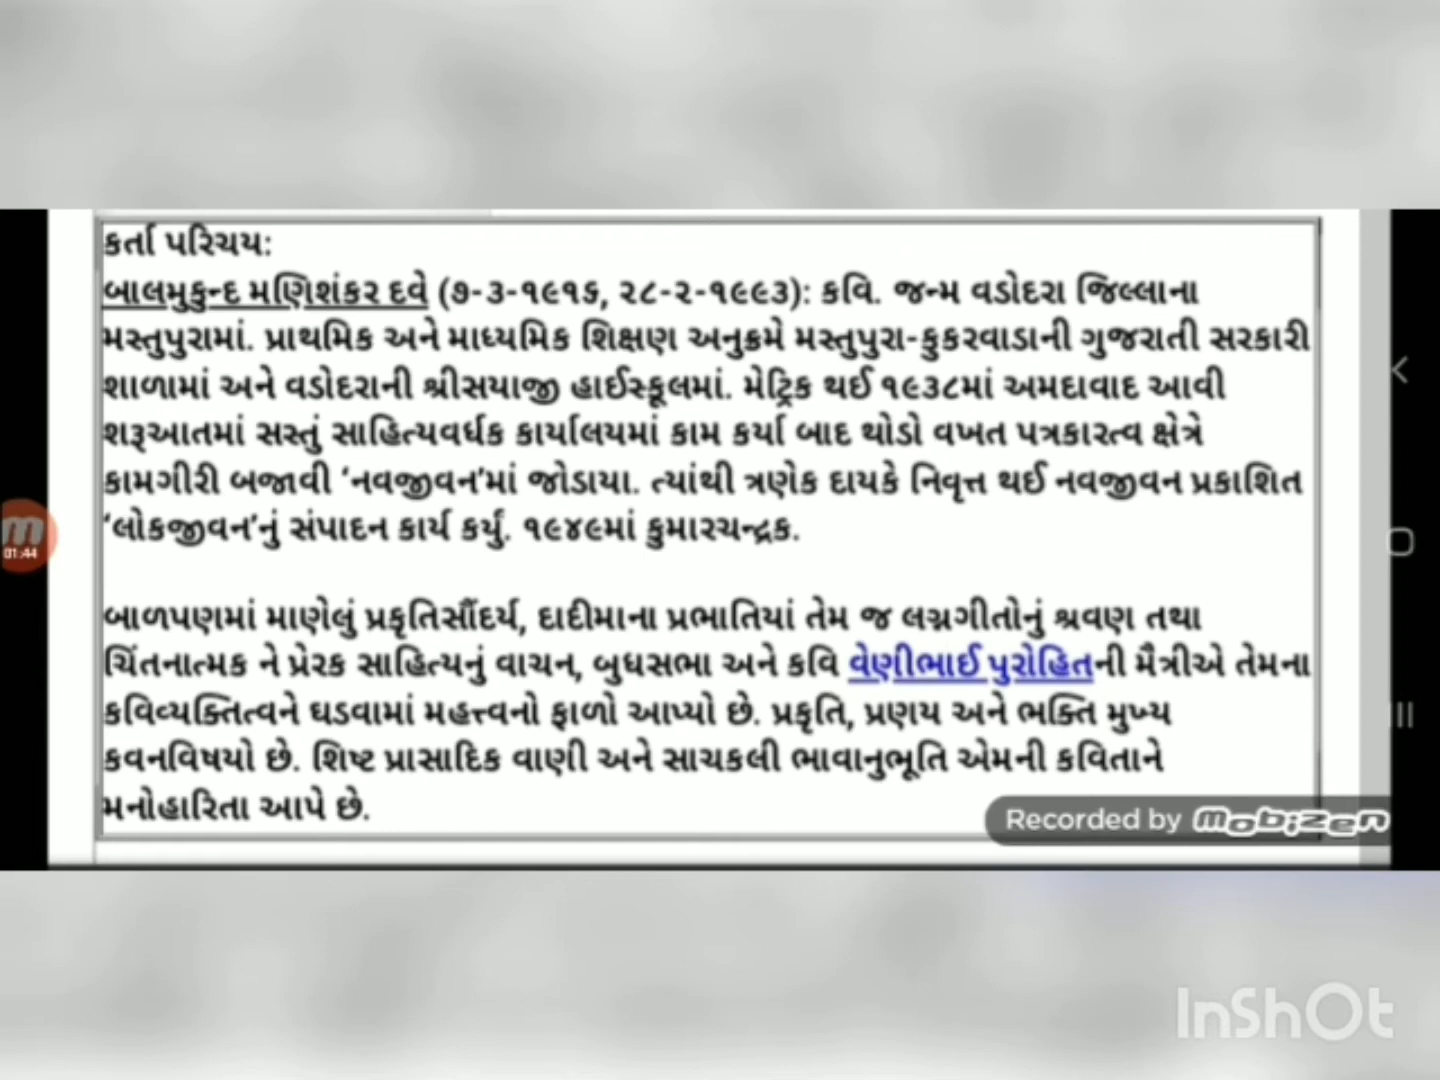 કર્તા પરિચય:
બાલમુકુન્દ મણિશંકર દવે (૭-૩-૧૯૧૬, ૨૮-૨-૧૯૯૩): કવિ. જન્મ વડોદરા જિલ્લાના
મસ્તુપુરામાં. પ્રાથમિક અને માધ્યમિક શિક્ષણ અનુક્રમે મસ્તુપુરા-કુકરવાડાની ગુજરાતી સરકારી
શાળામાં અને વડોદરાની શ્રીસયાજી હાઈસ્કૂલમાં. મેટ્રિક થઈ ૧૯૩૮માં અમદાવાદ આવી
શરૂઆતમાં સસ્તું સાહિત્યવર્ધક કાર્યાલયમાં કામ કર્યા બાદ થોડો વખત પત્રકારત્વ ક્ષેત્રે
કામગીરી બજાવી ‘નવજીવન’માં જોડાયા. ત્યાંથી ત્રણેક દાયકે નિવૃત્ત થઈ નવજીવન પ્રકાશિત
‘લોકજીવન’નું સંપાદન કાર્ય કર્યું. ૧૯૪૯માં કુમારચન્દ્રક.
બાળપણમાં માણેલું પ્રકૃતિસૌંદર્ય, દાદીમાના પ્રભાતિયાં તેમ જ લગ્નગીતોનું શ્રવણ તથા
ચિંતનાત્મક ને પ્રેરક સાહિત્યનું વાચન, બુધસભા અને કવિ વેણીભાઈ પુરોહિતની મૈત્રીએ તેમના
કવિવ્યક્તિત્વને ઘડવામાં મહત્ત્વનો ફાળો આપ્યો છે. પ્રકૃતિ, પ્રણય અને ભક્તિ મુખ્ય
કવનવિષયો છે. શિષ્ટ પ્રાસાદિક વાણી અને સાચકલી ભાવાનુભૂતિ એમની કવિતાને
મનોહારિતા આપે છે.
m
01:44
Recorded by mobizen
InShOt